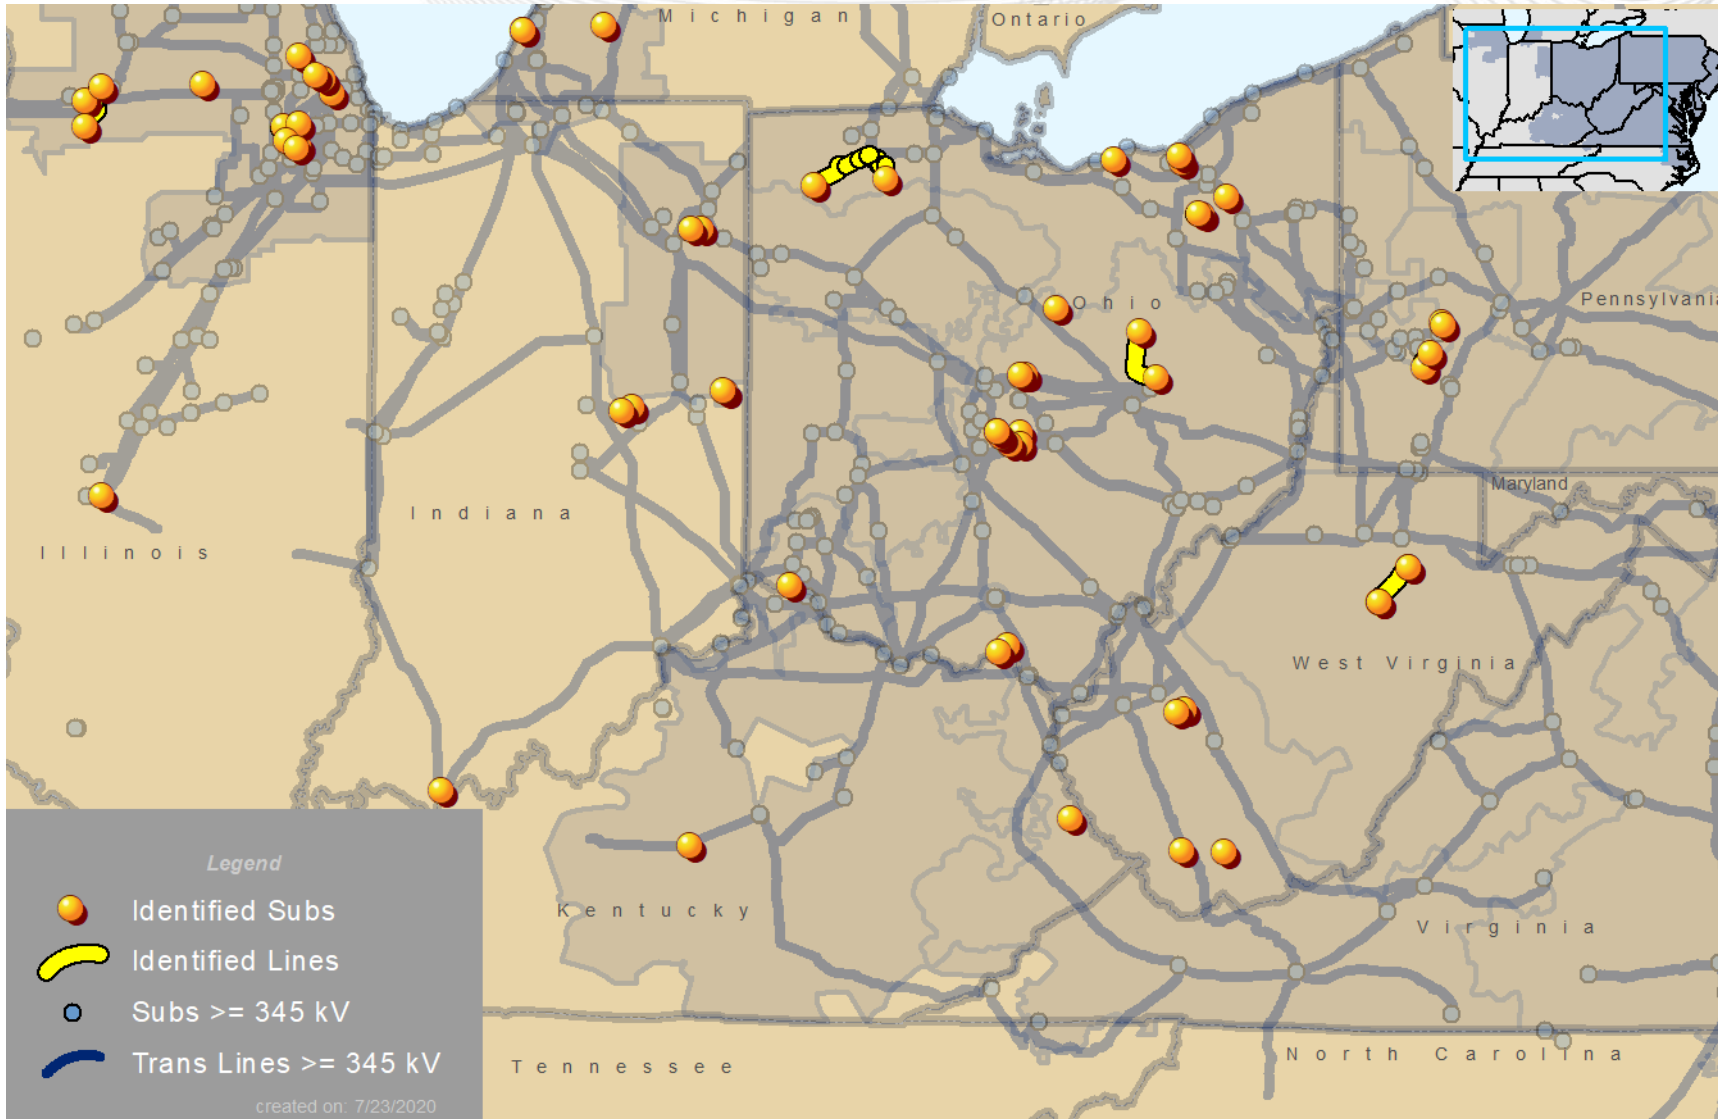 Michigan
Ontario
Ohio
Pennsylvania
Maryland
Indiana
Illinois
West Virginia
Kentucky
Virginia
North Carolina
Tennessee
Legend
Identified Subs
Identified Lines
Subs >= 345 kV
Trans Lines >= 345 kV
created on: 7/23/2020